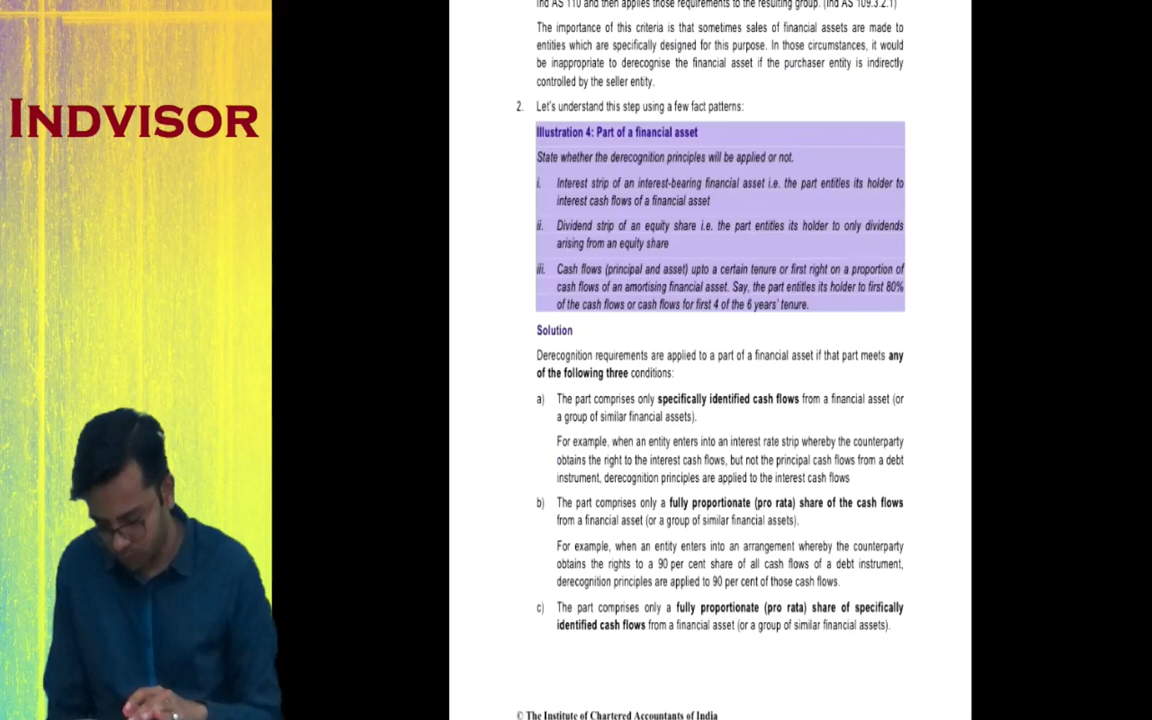 INDVISOR
Ind AS 110 and then applies those requirements to the resulting group. (Ind AS 109.3.2.1)
The importance of this criteria is that sometimes sales of financial assets are made to
entities which are specifically designed for this purpose. In those circumstances, it would
be inappropriate to derecognise the financial asset if the purchaser entity is indirectly
controlled by the seller entity.
2. Let's understand this step using a few fact patterns:
Illustration 4: Part of a financial asset
State whether the derecognition principles will be applied or not.
i. Interest strip of an interest-bearing financial asset i.e. the part entitles its holder to
interest cash flows of a financial asset
ii. Dividend strip of an equity share i.e. the part entitles its holder to only dividends
arising from an equity share
iii. Cash flows (principal and asset) upto a certain tenure or first right on a proportion of
cash flows of an amortising financial asset. Say, the part entitles its holder to first 80%
of the cash flows or cash flows for first 4 of the 6 years' tenure.
Solution
Derecognition requirements are applied to a part of a financial asset if that part meets any
of the following three conditions:
a) The part comprises only specifically identified cash flows from a financial asset (or
a group of similar financial assets).
For example, when an entity enters into an interest rate strip whereby the counterparty
obtains the right to the interest cash flows, but not the principal cash flows from a debt
instrument, derecognition principles are applied to the interest cash flows
b) The part comprises only a fully proportionate (pro rata) share of the cash flows
from a financial asset (or a group of similar financial assets).
For example, when an entity enters into an arrangement whereby the counterparty
obtains the rights to a 90 per cent share of all cash flows of a debt instrument,
derecognition principles are applied to 90 per cent of those cash flows.
c) The part comprises only a fully proportionate (pro rata) share of specifically
identified cash flows from a financial asset (or a group of similar financial assets).
© The Institute of Chartered Accountants of India